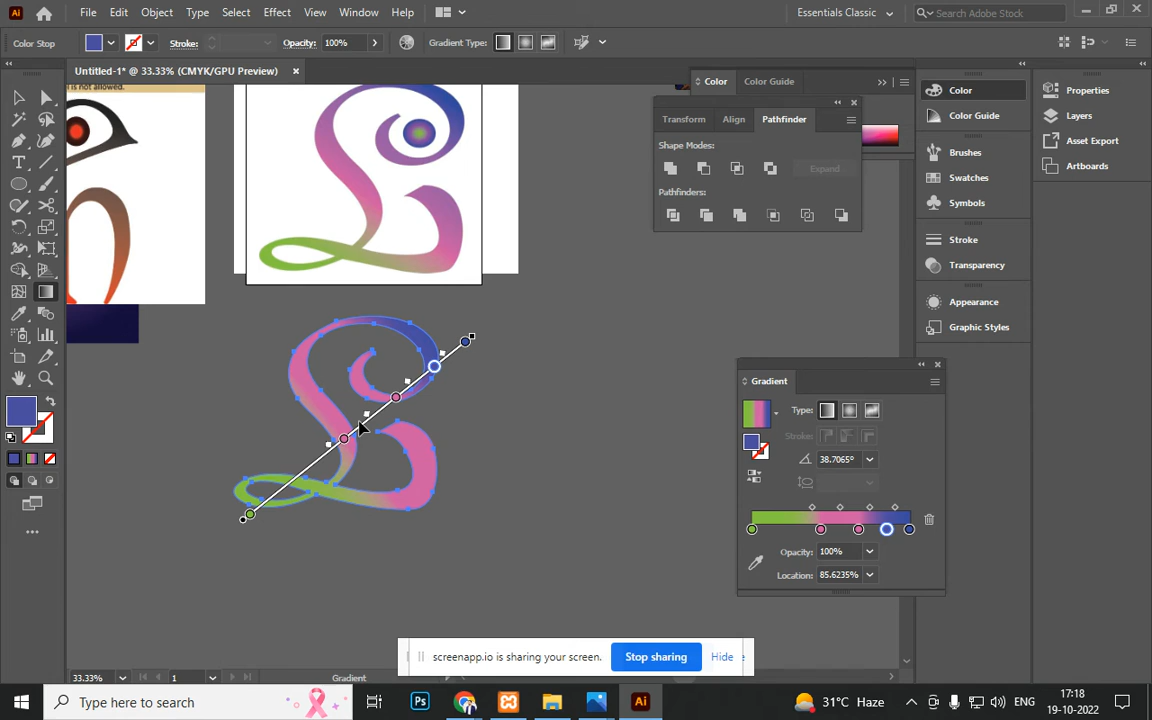 Ai
File Edit Object Type Select Effect View Window Help
Essentials Classic
Search Adobe Stock
Color Stop
Stroke:
Opacity: 100%
Gradient Type:
Untitled-1* @ 33.33% (CMYK/GPU Preview)
is not allowed.
Color Color Guide
Transform Align Pathfinder
Shape Modes:
Expand
Pathfinders:
Color
Color Guide
Brushes
Swatches
Symbols
Stroke
Transparency
Appearance
Graphic Styles
Properties
Layers
Asset Export
Artboards
Gradient
Type:
Strokes:
38.7065°
Opacity: 100%
Location: 85.6235%
screenapp.io is sharing your screen.
Stop sharing
Hide
33.33%
1
Gradient
Type here to search
Ps
Ai
31°C Haze
ENG
17:18
19-10-2022